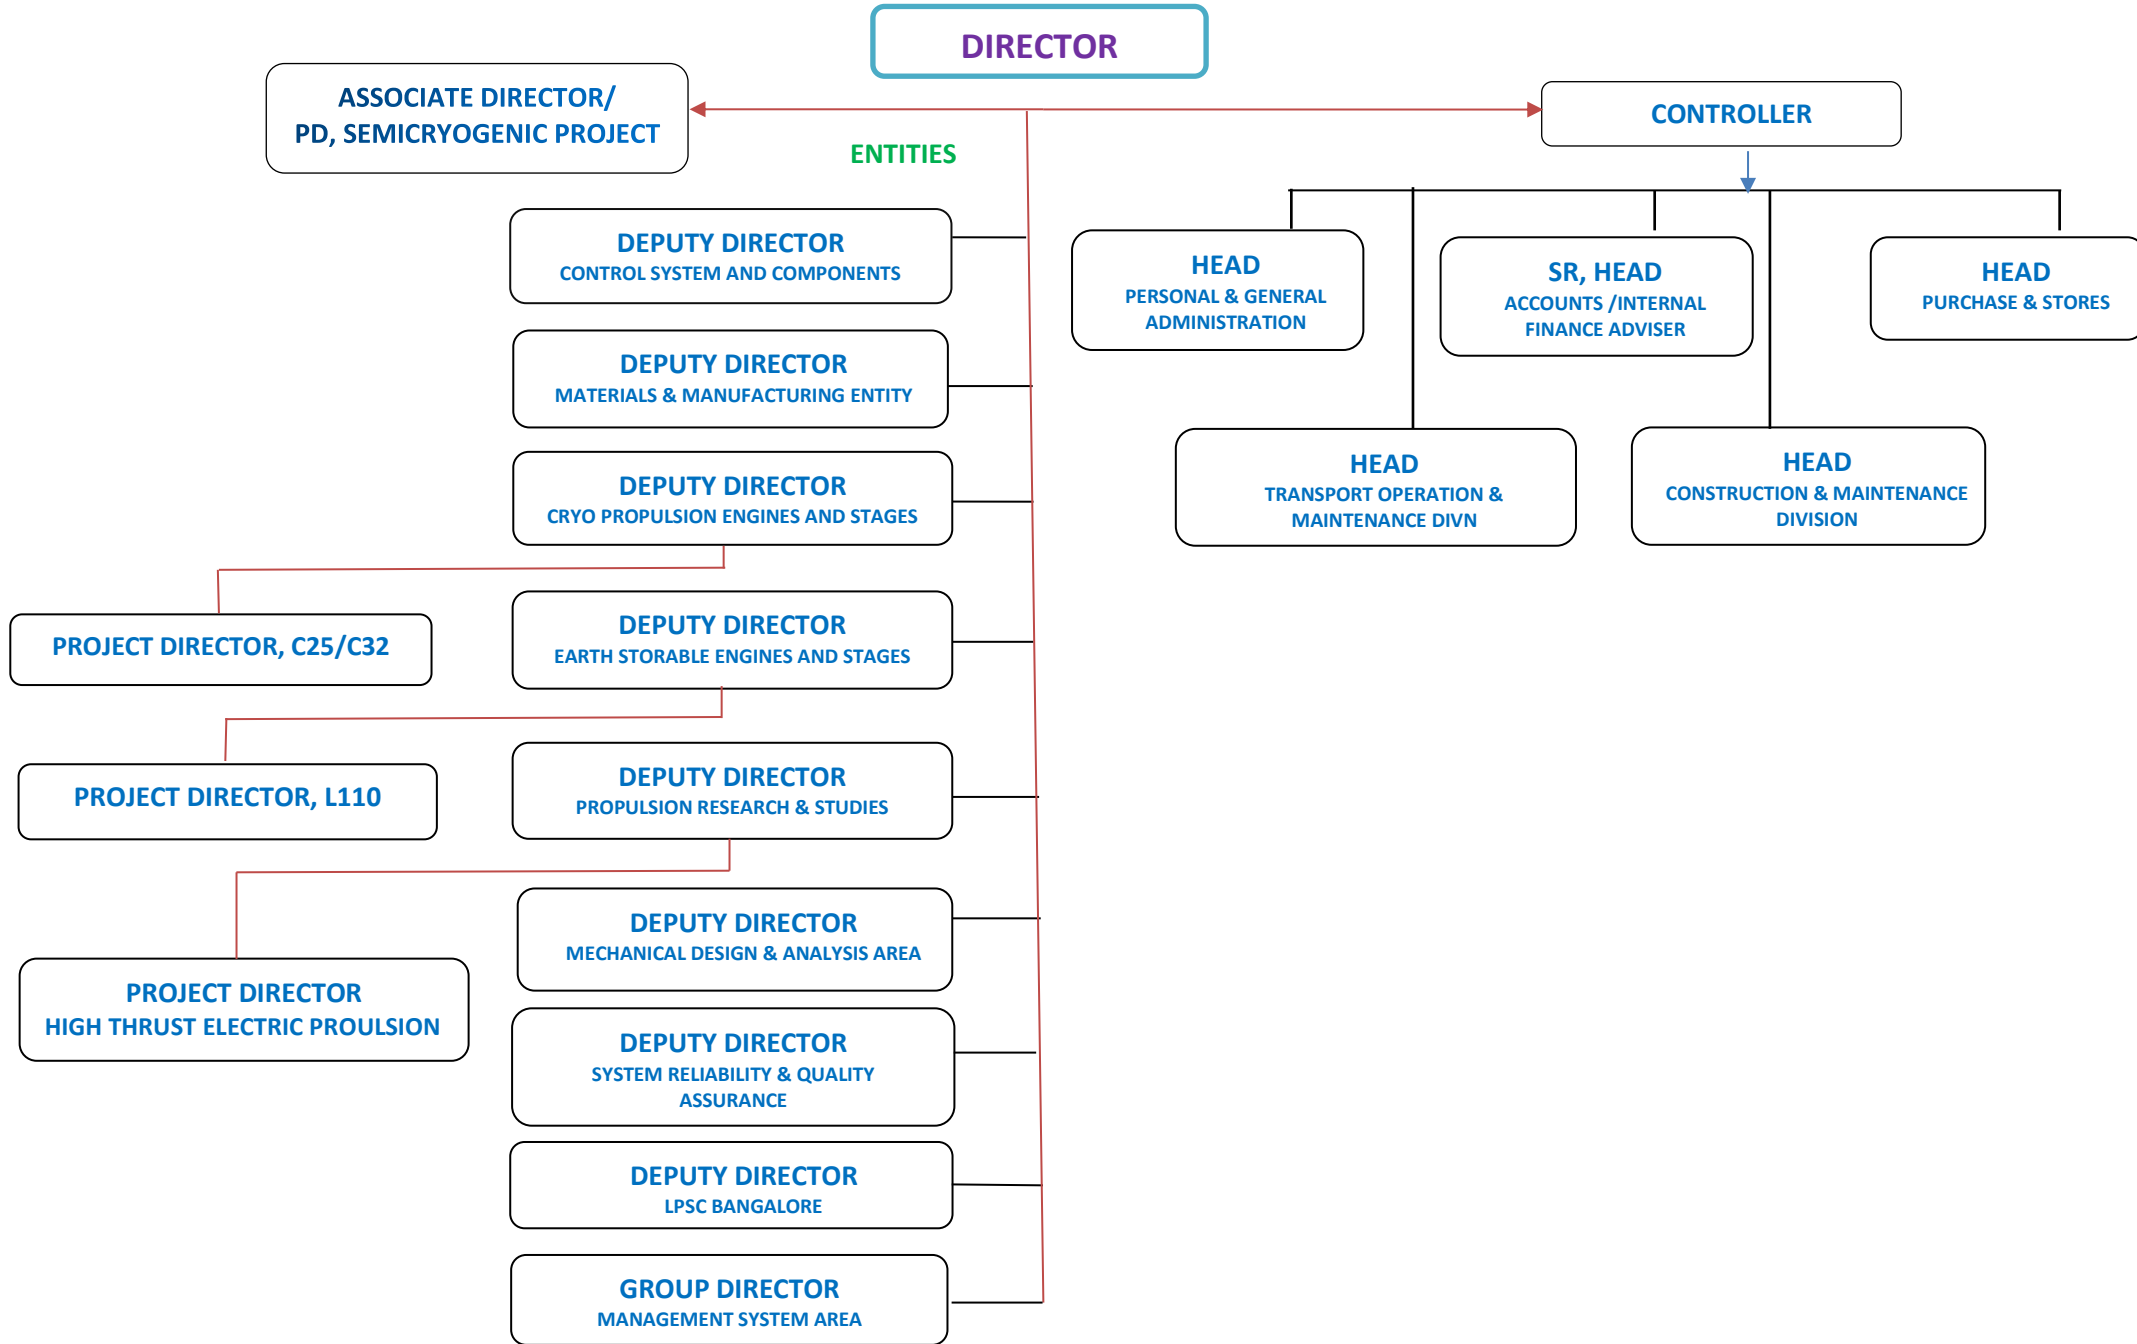 DIRECTOR
ASSOCIATE DIRECTOR/
PD, SEMICRYOGENIC PROJECT
CONTROLLER
ENTITIES
DEPUTY DIRECTOR
CONTROL SYSTEM AND COMPONENTS
HEAD
PERSONAL & GENERAL
ADMINISTRATION
SR, HEAD
ACCOUNTS /INTERNAL
FINANCE ADVISER
HEAD
PURCHASE & STORES
DEPUTY DIRECTOR
MATERIALS & MANUFACTURING ENTITY
DEPUTY DIRECTOR
CRYO PROPULSION ENGINES AND STAGES
HEAD
TRANSPORT OPERATION &
MAINTENANCE DIVN
HEAD
CONSTRUCTION & MAINTENANCE
DIVISION
PROJECT DIRECTOR, C25/C32
DEPUTY DIRECTOR
EARTH STORABLE ENGINES AND STAGES
PROJECT DIRECTOR, L110
DEPUTY DIRECTOR
PROPULSION RESEARCH & STUDIES
DEPUTY DIRECTOR
MECHANICAL DESIGN & ANALYSIS AREA
PROJECT DIRECTOR
HIGH THRUST ELECTRIC PROULSION
DEPUTY DIRECTOR
SYSTEM RELIABILITY & QUALITY
ASSURANCE
DEPUTY DIRECTOR
LPSC BANGALORE
GROUP DIRECTOR
MANAGEMENT SYSTEM AREA